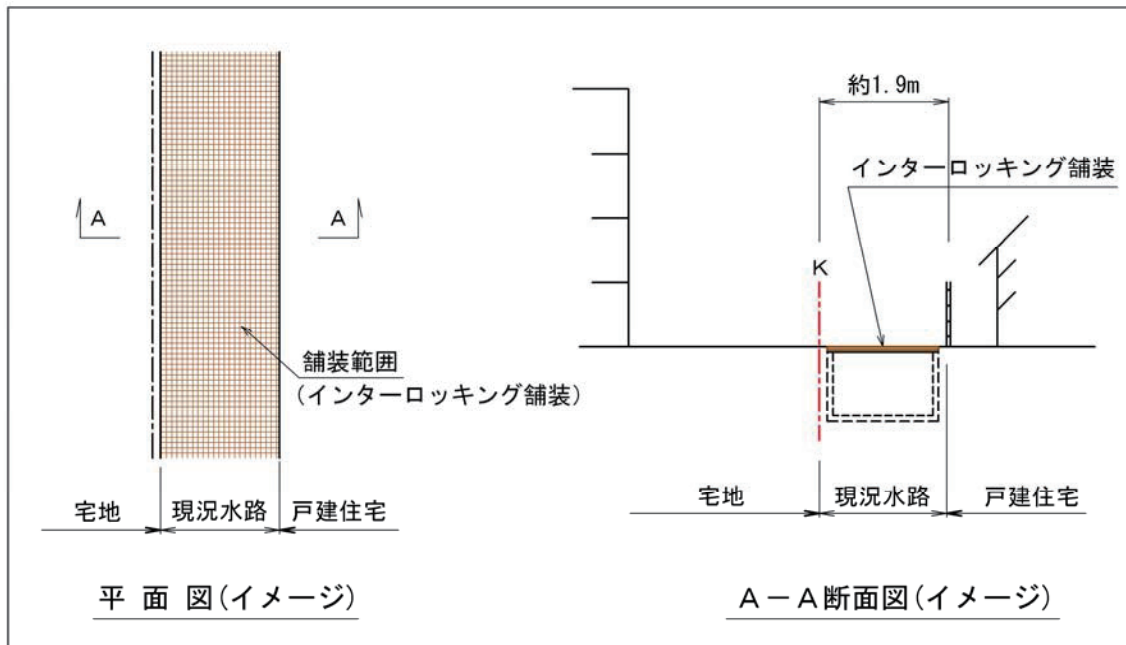 A
A
舗装範囲
(インターロッキング舗装)
宅地
現況水路
戸建住宅
平面図(イメージ)
約1.9m
インターロッキング舗装
K
宅地
現況水路
戸建住宅
A－A断面図(イメージ)